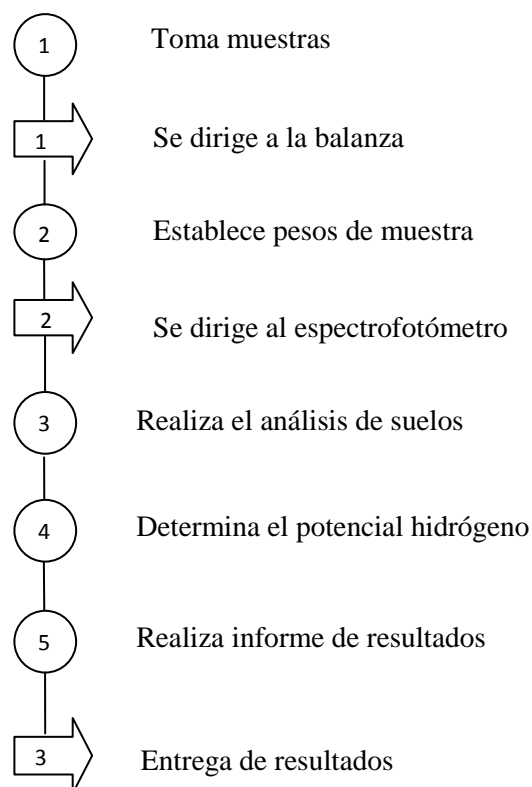 1 Toma muestras
1 Se dirige a la balanza
2 Establece pesos de muestra
2 Se dirige al espectrofotómetro
3 Realiza el análisis de suelos
4 Determina el potencial hidrógeno
5 Realiza informe de resultados
3 Entrega de resultados